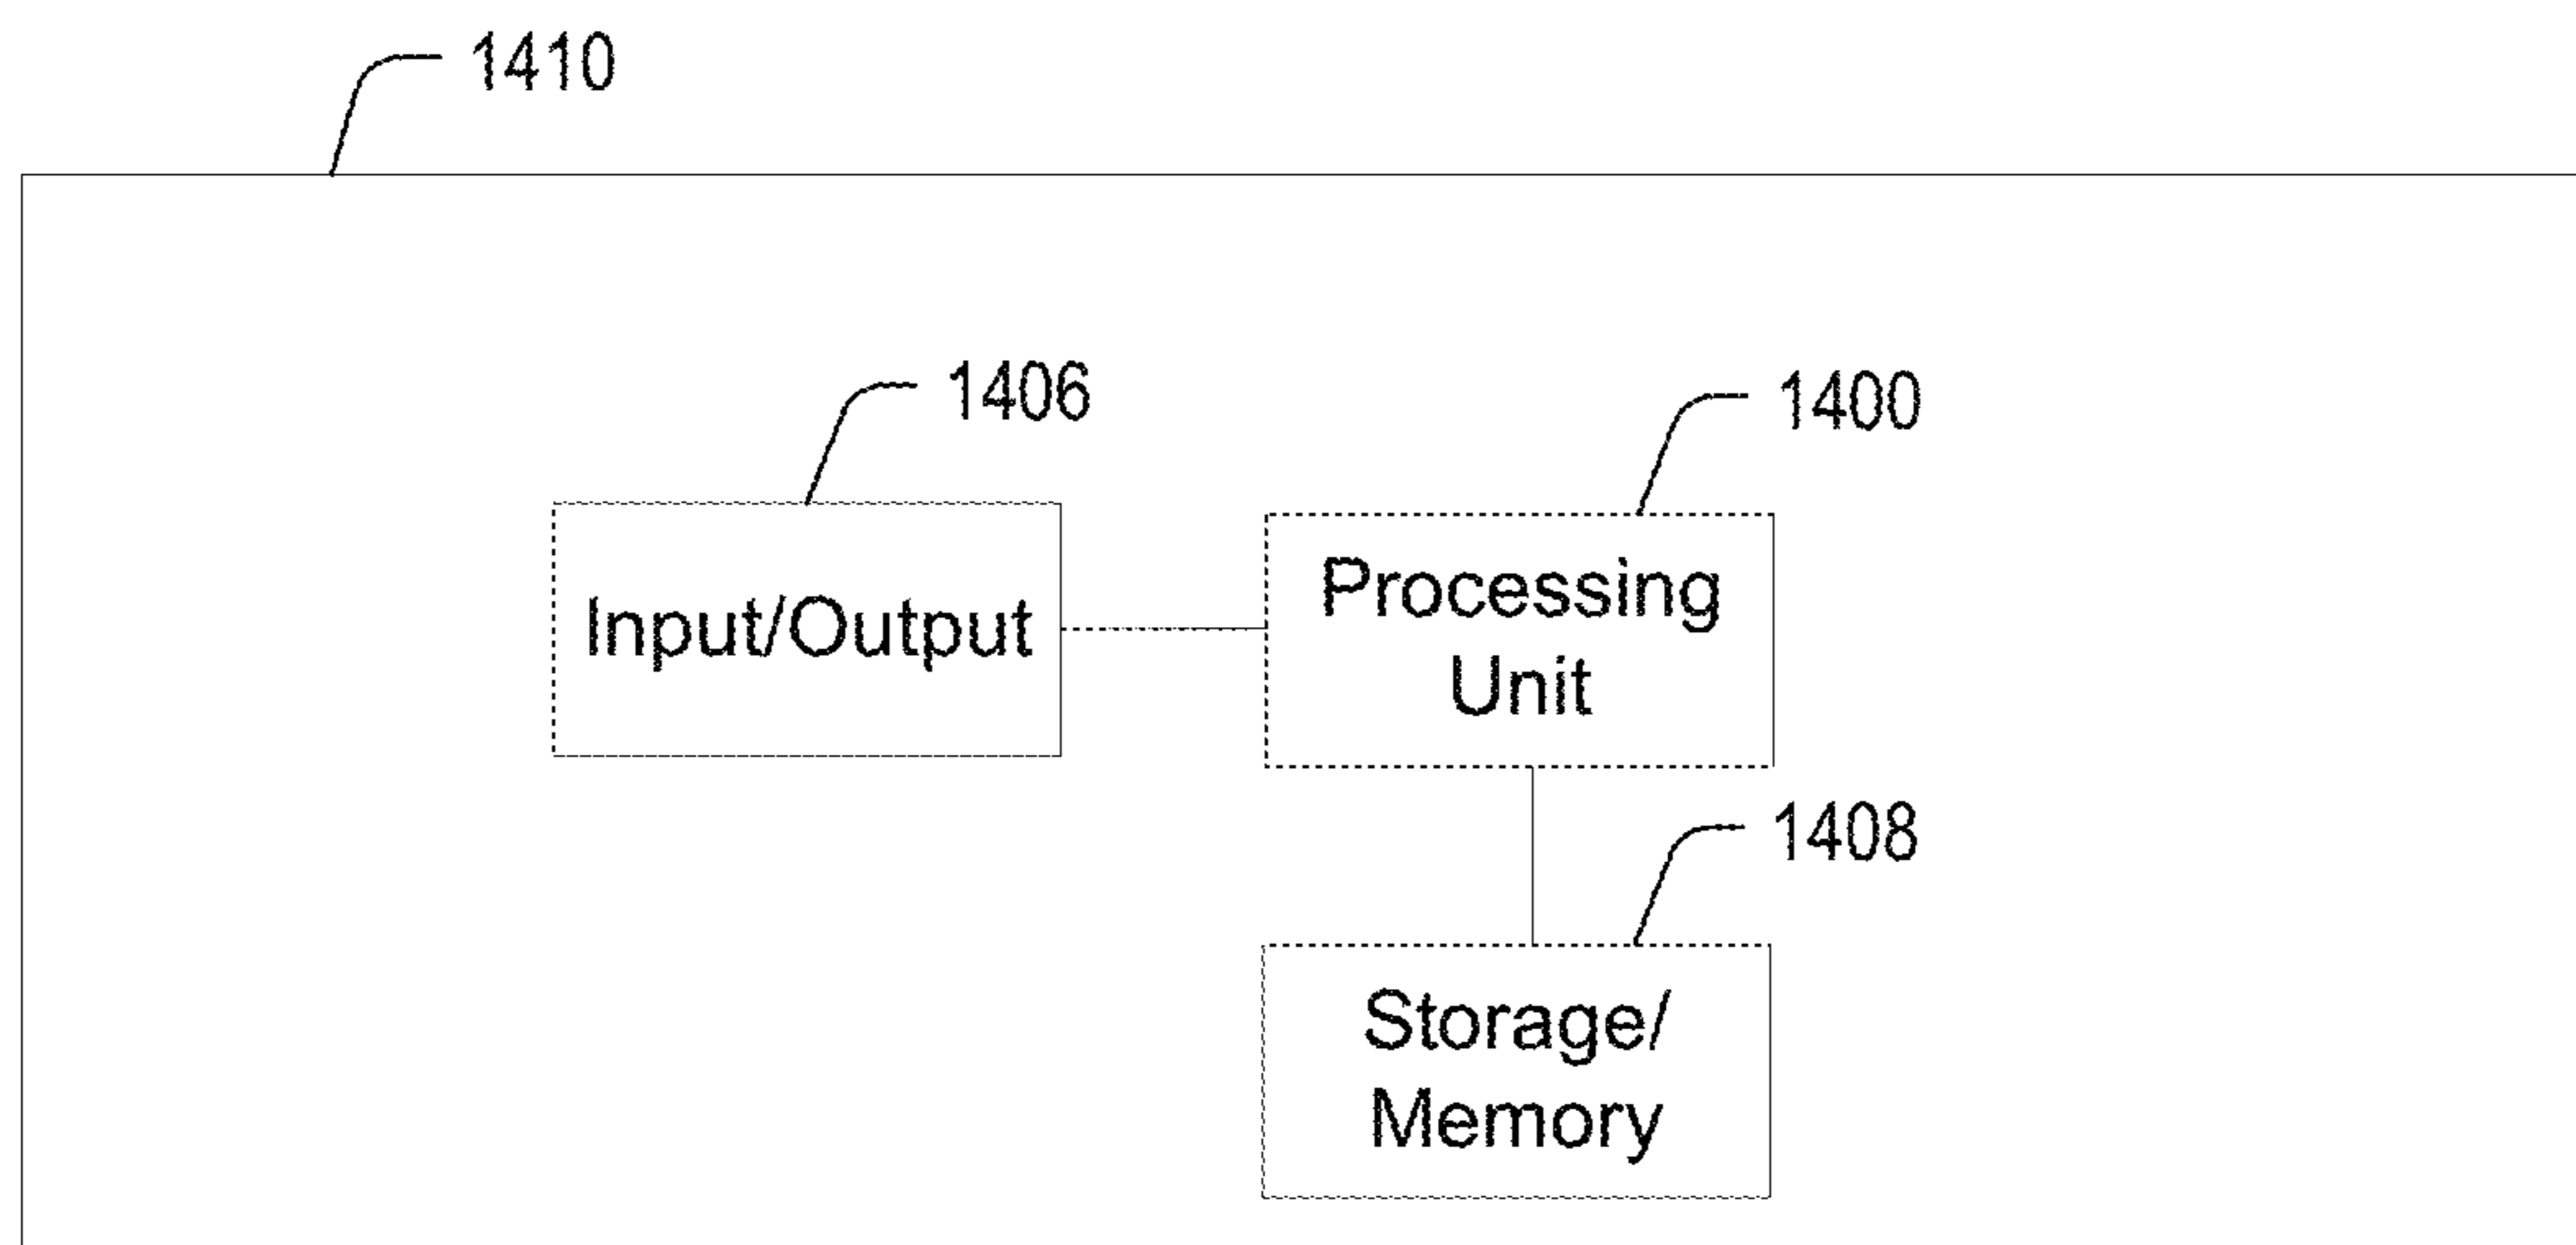 1410
1406
1400
Input/Output
Processing
Unit
1408
Storage/
Memory